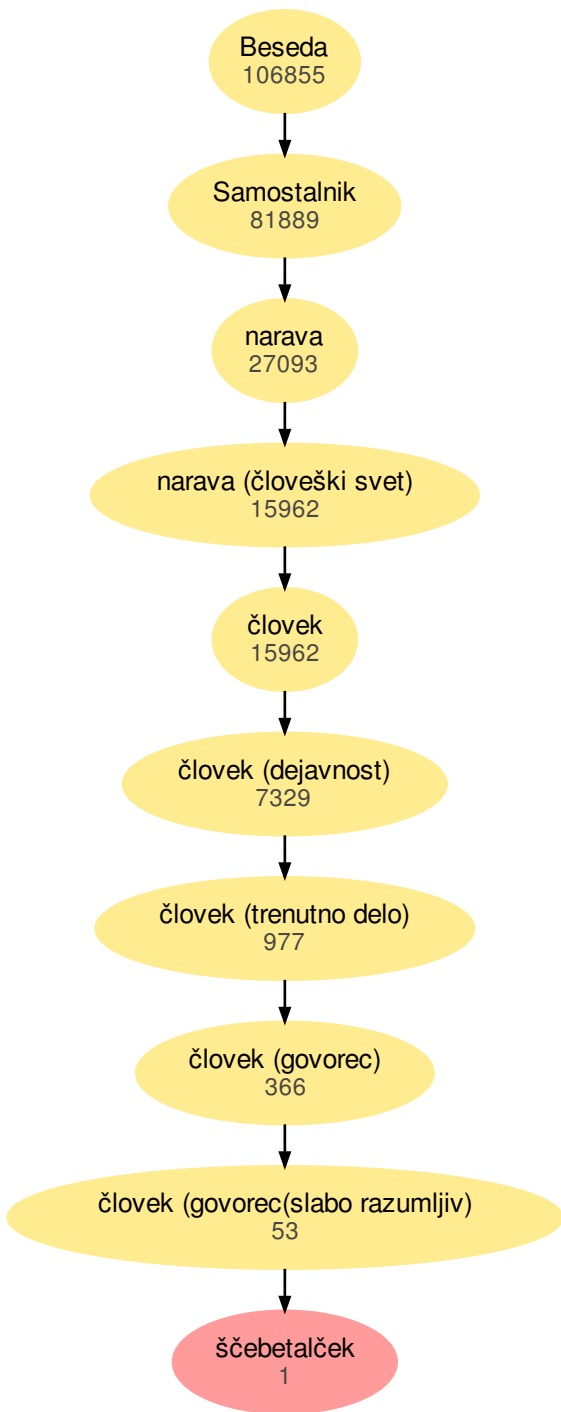 Beseda
106855
Samostalnik
81889
narava
27093
narava (človeški svet)
15962
človek
15962
človek (dejavnost)
7329
človek (trenutno delo)
977
človek (govorec)
366
človek (govorec(slabo razumljiv)
53
ščebetalček
1